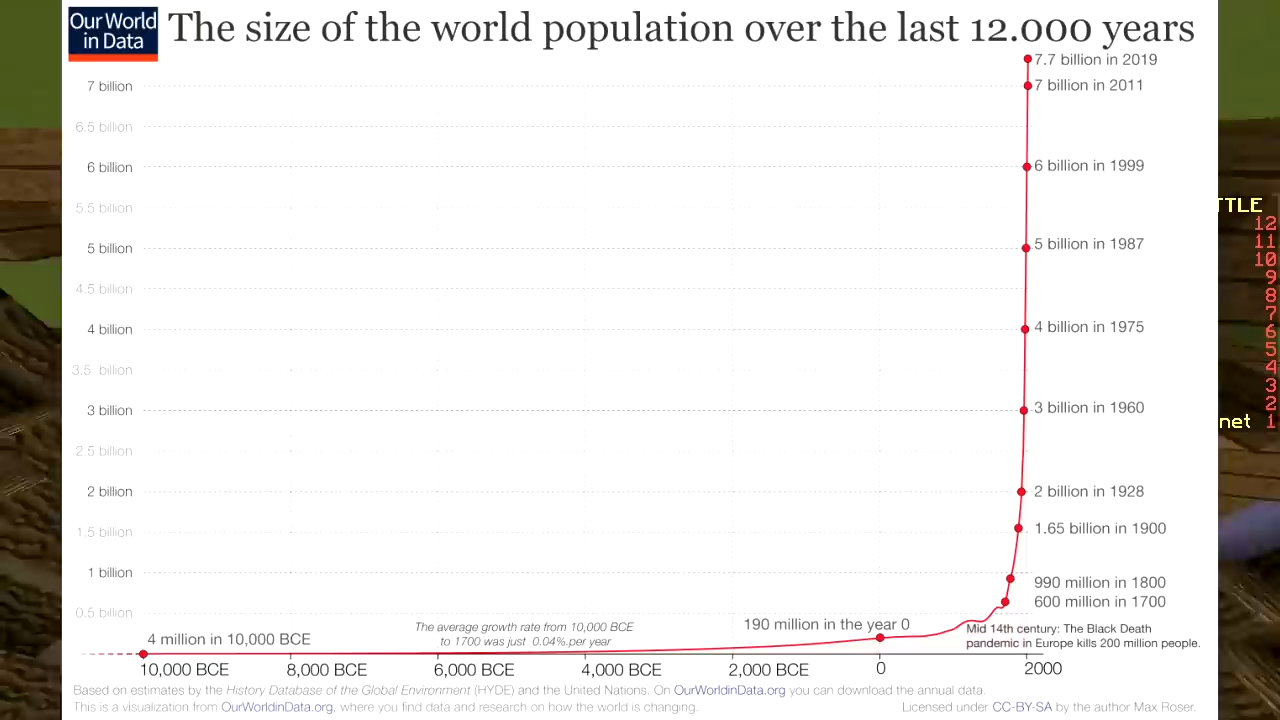 Our World
in Data
The size of the world population over the last 12.000 years
7.7 billion in 2019
7 billion
7 billion in 2011
6.5 billion
6 billion
6 billion in 1999
5.5 billion
TTLE
12
11
5 billion
5 billion in 1987
10
9
4.5 billion
8
7
4 billion
4 billion in 1975
6
5
3.5 billion
4
3
3 billion
3 billion in 1960
2
net 1
2.5 billion
2 billion
2 billion in 1928
1.5 billion
1.65 billion in 1900
1 billion
990 million in 1800
600 million in 1700
0.5 billion
4 million in 10,000 BCE
The average growth rate from 10,000 BCE
to 1700 was just 0.04% per year
190 million in the year 0
Mid 14th century: The Black Death
pandemic in Europe kills 200 million people.
10,000 BCE 8,000 BCE 6,000 BCE 4,000 BCE 2,000 BCE 0 2000
Based on estimates by the History Database of the Global Environment (HYDE) and the United Nations. On OurWorldinData.org you can download the annual data.
This is a visualization from OurWorldinData.org, where you find data and research on how the world is changing.
Licensed under CC-BY-SA by the author Max Roser.